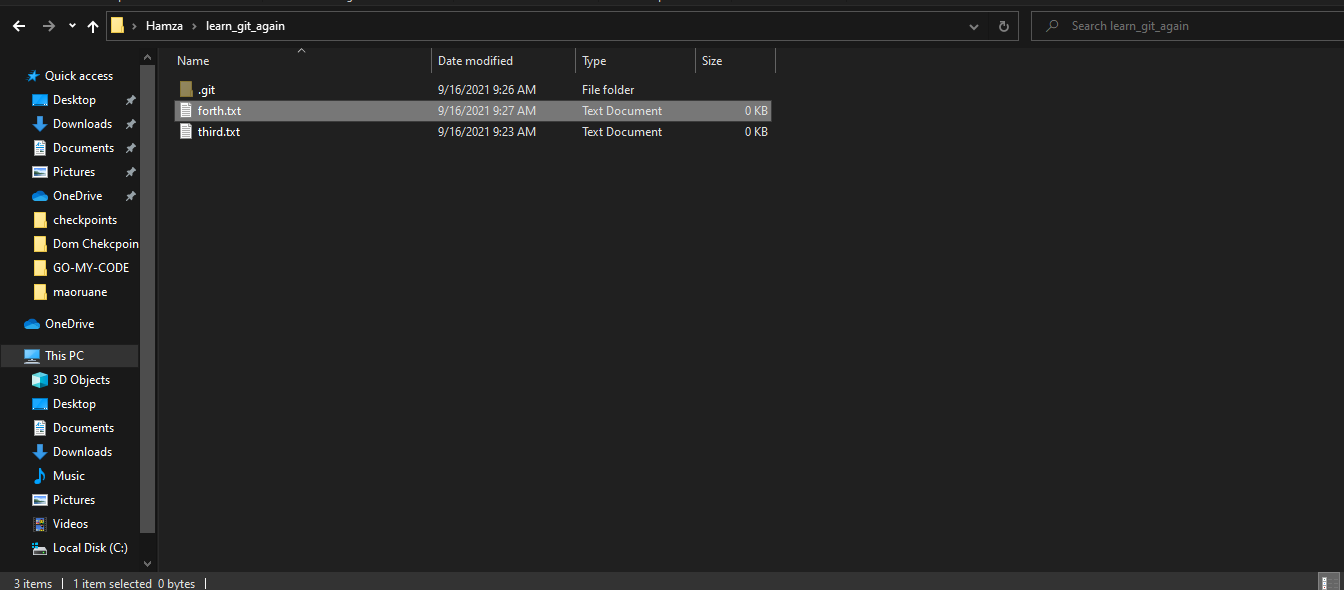 Hamza > learn_git_again
Search learn_git_again
Name Date modified Type Size
.git 9/16/2021 9:26 AM File folder
forth.txt 9/16/2021 9:27 AM Text Document 0 KB
third.txt 9/16/2021 9:23 AM Text Document 0 KB
Quick access
Desktop
Downloads
Documents
Pictures
OneDrive
checkpoints
Dom Chekcpoin
GO-MY-CODE
maoruane
OneDrive
This PC
3D Objects
Desktop
Documents
Downloads
Music
Pictures
Videos
Local Disk (C:)
3 items | 1 item selected 0 bytes |